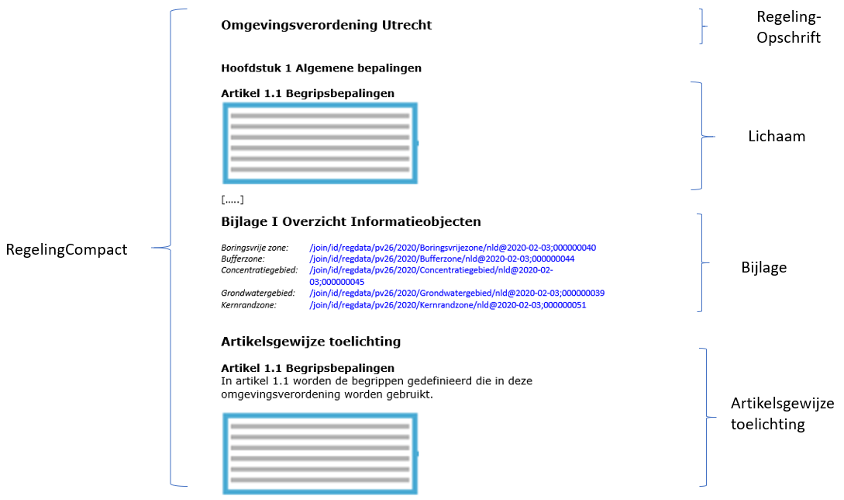 Omgevingsverordening Utrecht
Regeling-
Opschrift
Hoofdstuk 1 Algemene bepalingen
Artikel 1.1 Begripsbepalingen
Lichaam
[.....]
RegelingCompact
Bijlage I Overzicht Informatieobjecten
Boringsvrije zone: /join/id/regdata/pv26/2020/Boringsvrijezone/nld@2020-02-03;000000040
Bufferzone: /join/id/regdata/pv26/2020/Bufferzone/nld@2020-02-03;000000044
Concentratiegebied: /join/id/regdata/pv26/2020/Concentratiegebied/nld@2020-02-
03;000000045
Grondwatergebied: /join/id/regdata/pv26/2020/Grondwatergebied/nld@2020-02-03;000000039
Kernrandzone: /join/id/regdata/pv26/2020/Kernrandzone/nld@2020-02-03;000000051
Bijlage
Artikelsgewijze toelichting
Artikel 1.1 Begripsbepalingen
In artikel 1.1 worden de begrippen gedefinieerd die in deze
omgevingsverordening worden gebruikt.
Artikelsgewijze
toelichting